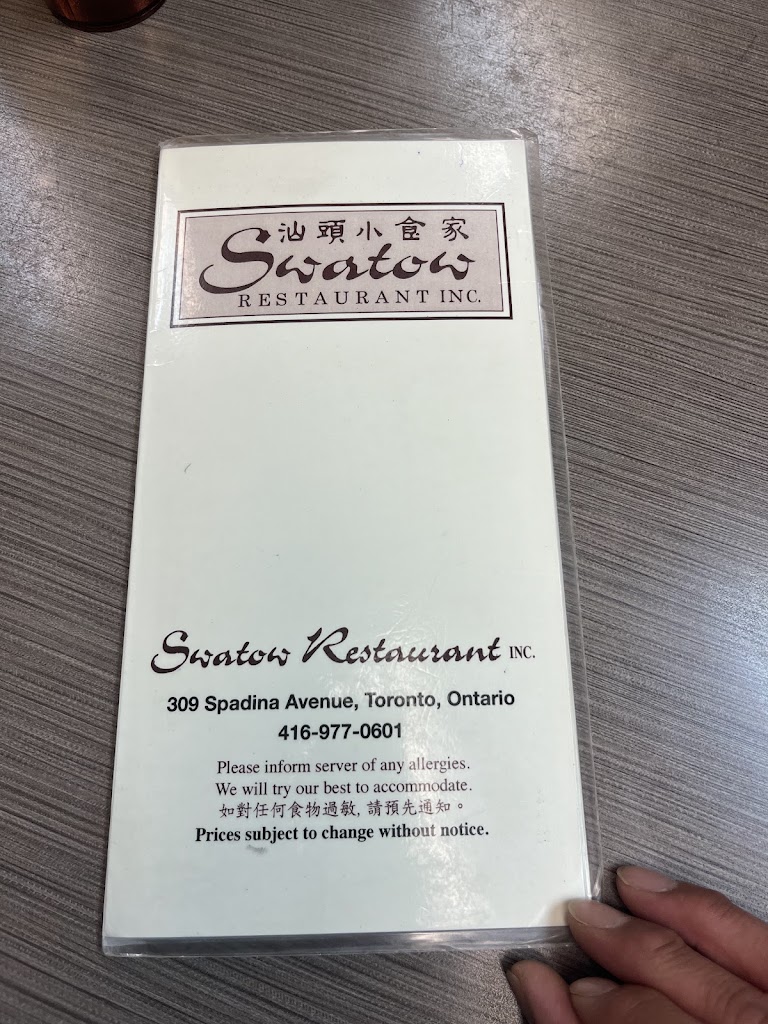 汕頭小食家
Swatow
RESTAURANT INC.
Swatow Restaurant INC.
309 Spadina Avenue, Toronto, Ontario
416-977-0601
Please inform server of any allergies.
We will try our best to accommodate.
如對任何食物過敏, 請預先通知。
Prices subject to change without notice.